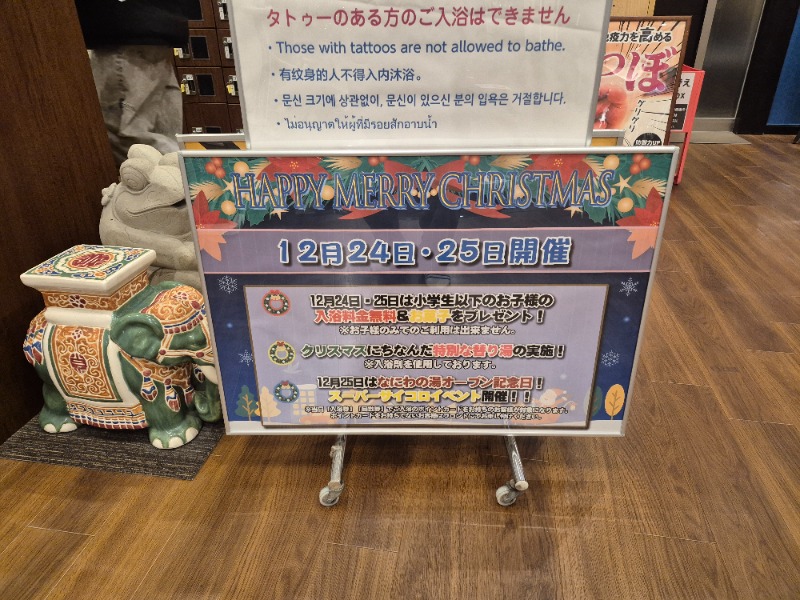 タトゥーのある方のご入浴はできません
・Those with tattoos are not allowed to bathe.
・有纹身的人不得入内沐浴。
・문신 크기에 상관없이, 문신이 있으신 분의 입욕은 거절합니다.
・ไม่อนุญาตให้ผู้ที่มีรอยสักอาบน้ำ
疫力を高める
つぼ
HAPPY MERRY CHRISTMAS
12月24日・25日開催
12月24日・25日は小学生以下のお子様の
入浴料金無料&お菓子をプレゼント！
※お子様のみでのご利用は出来ません。
クリスマスにちなんだ特別な替り湯の実施！
※入浴剤を使用しております。
12月25日はなにわの湯オープン記念日！
スーパーサイコロイベント開催！！